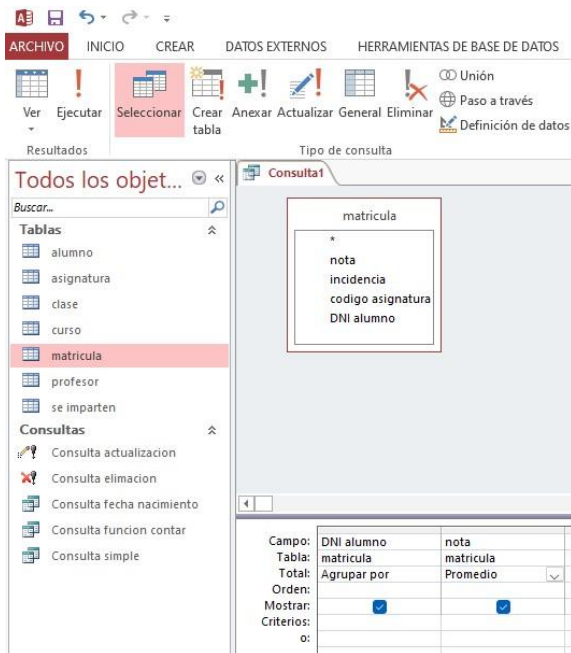 ARCHIVO INICIO CREAR DATOS EXTERNOS HERRAMIENTAS DE BASE DE DATOS
Ver Ejecutar Seleccionar Crear tabla Anexar Actualizar General Eliminar
Unión
Paso a través
Definición de datos
Resultados Tipo de consulta
Todos los objet...
Buscar...
Tablas
alumno
asignatura
clase
curso
matricula
profesor
se imparten
Consultas
Consulta actualizacion
Consulta elimacion
Consulta fecha nacimiento
Consulta funcion contar
Consulta simple
Consulta1
matricula
*
nota
incidencia
codigo asignatura
DNI alumno
Campo: DNI alumno nota
Tabla: matricula matricula
Total: Agrupar por Promedio
Orden:
Mostrar:
Criterios:
o: